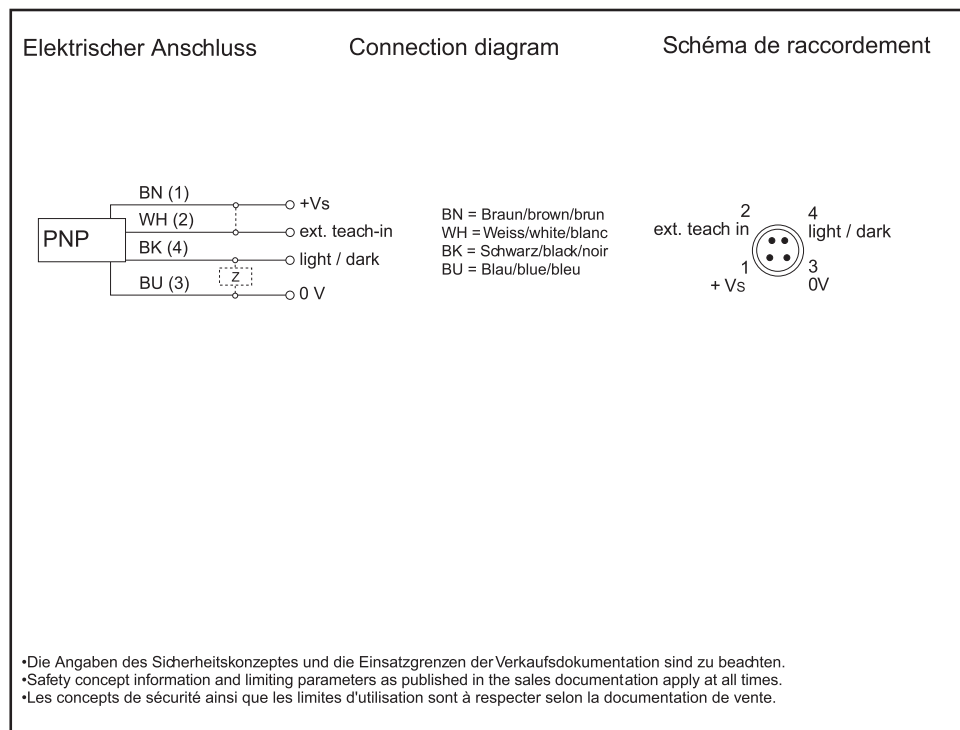 Elektrischer Anschluss
Connection diagram
Schéma de raccordement
BN (1)
+Vs
WH (2)
ext. teach-in
PNP
BK (4)
light / dark
Z
BU (3)
0 V
BN = Braun/brown/brun
WH = Weiss/white/blanc
BK = Schwarz/black/noir
BU = Blau/blue/bleu
2
4
ext. teach in
light / dark
1
3
+ Vs
0V
•Die Angaben des Sicherheitskonzeptes und die Einsatzgrenzen der Verkaufsdokumentation sind zu beachten.
•Safety concept information and limiting parameters as published in the sales documentation apply at all times.
•Les concepts de sécurité ainsi que les limites d'utilisation sont à respecter selon la documentation de vente.